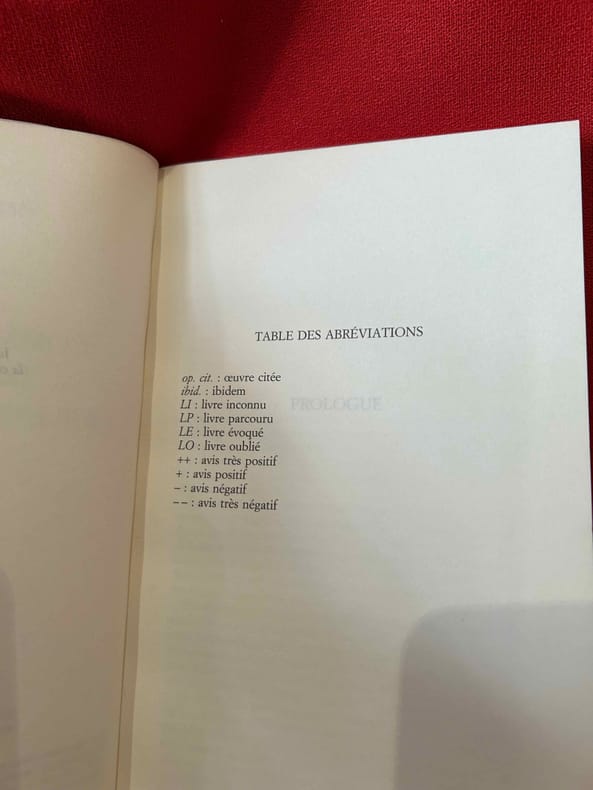 TABLE DES ABRÉVIATIONS
op. cit. : œuvre citée
ibid. : ibidem
LI : livre inconnu
PROLOGUE
LP : livre parcouru
LE : livre évoqué
LO : livre oublié
++ : avis très positif
+ : avis positif
– : avis négatif
– – : avis très négatif